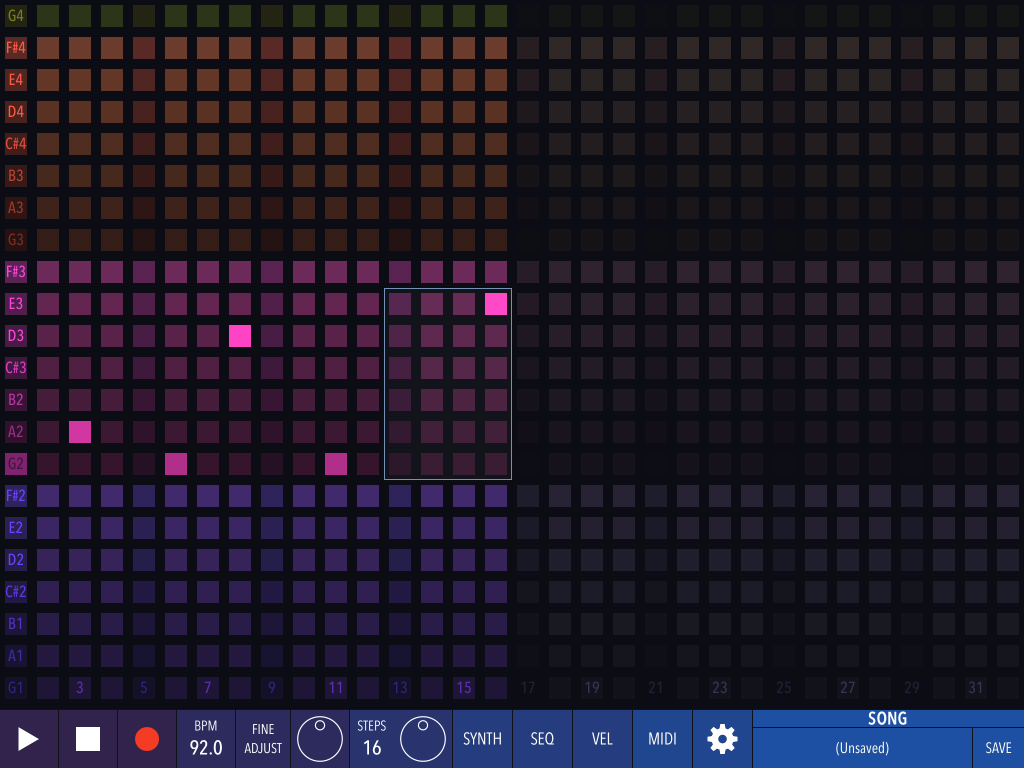 G4
F#4
E4
D4
C#4
B3
A3
G3
F#3
E3
D3
C#3
B2
A2
G2
F#2
E2
D2
C#2
B1
A1
G1 3 5 7 9 11 13 15 17 19 21 23 25 27 29 31
BPM
92.0
FINE
ADJUST
STEPS
16
SYNTH
SEQ
VEL
MIDI
SONG
(Unsaved)
SAVE